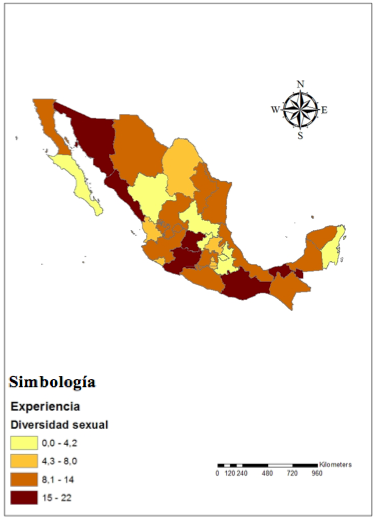 N
W E
S
Simbología
Experiencia
Diversidad sexual
0,0 - 4,2
4,3 - 8,0
8,1 - 14
15 - 22
Kilometers
0 120 240 480 720 960